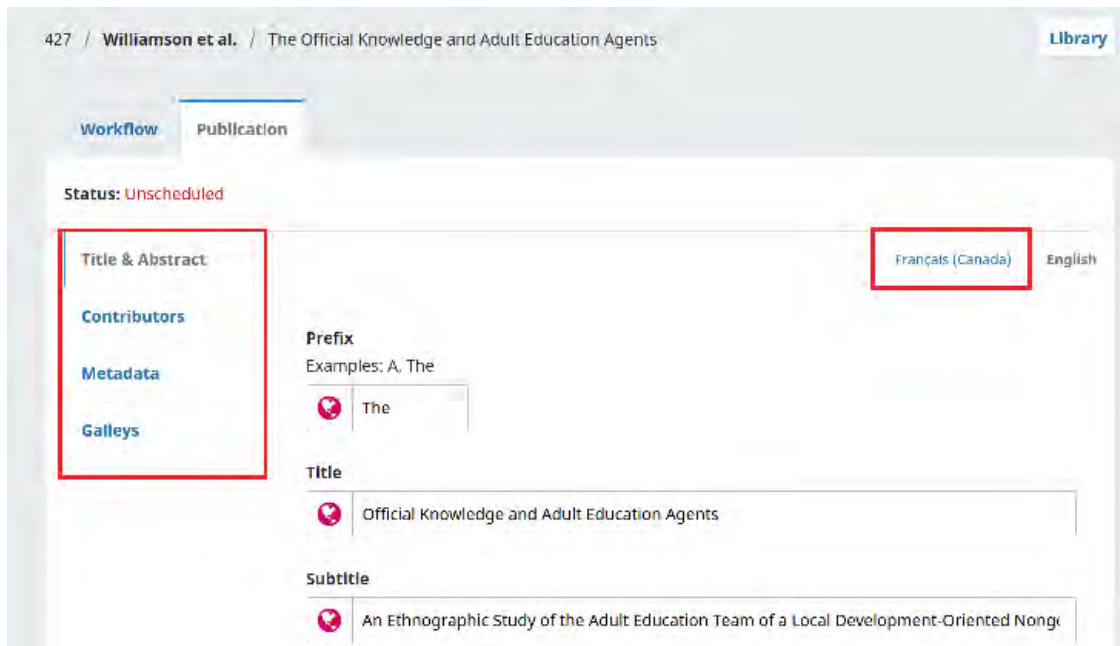 427 / Williamson et al. / The Official Knowledge and Adult Education Agents
Library
Workflow
Publication
Status: Unscheduled
Title & Abstract
Français (Canada)
English
Contributors
Prefix
Examples: A, The
Metadata
The
Galleys
Title
Official Knowledge and Adult Education Agents
Subtitle
An Ethnographic Study of the Adult Education Team of a Local Development-Oriented Nong